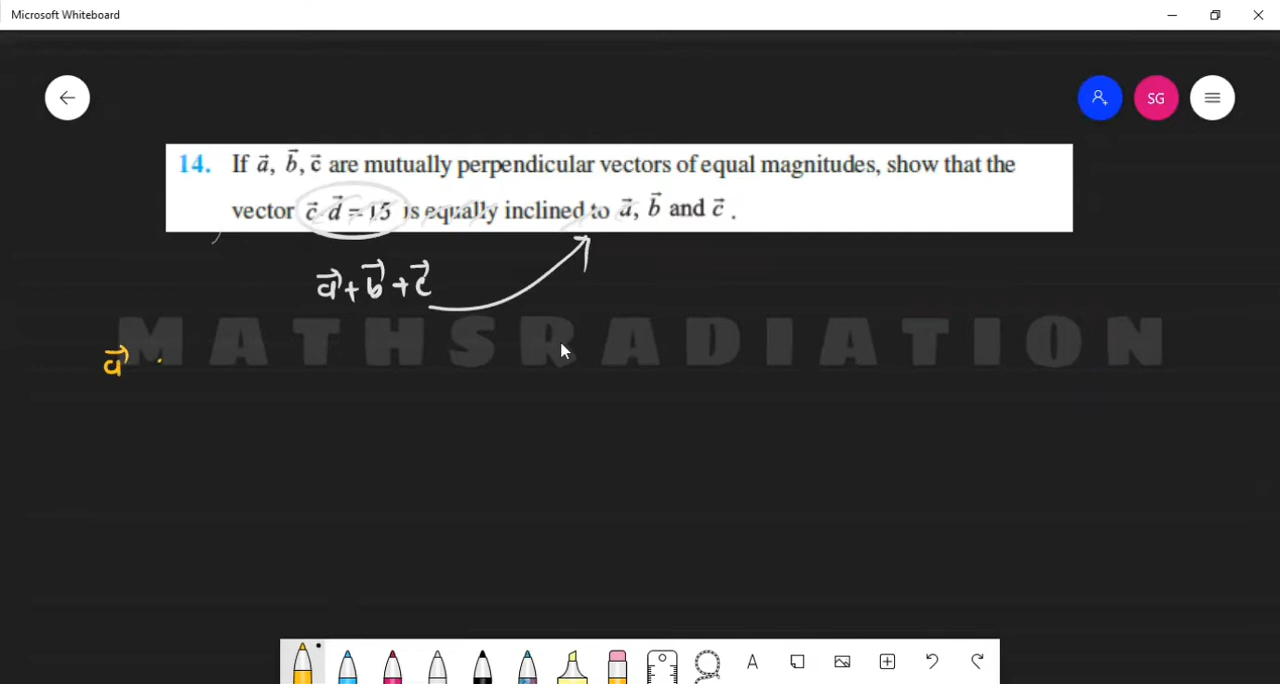 Microsoft Whiteboard
SG
14. If a⃗, b⃗, c⃗ are mutually perpendicular vectors of equal magnitudes, show that the
vector c⃗ d⃗ = 15 is equally inclined to a⃗, b⃗ and c⃗ .
a⃗ + b⃗ + c⃗
MATHSRADIATION
a⃗ ·
A